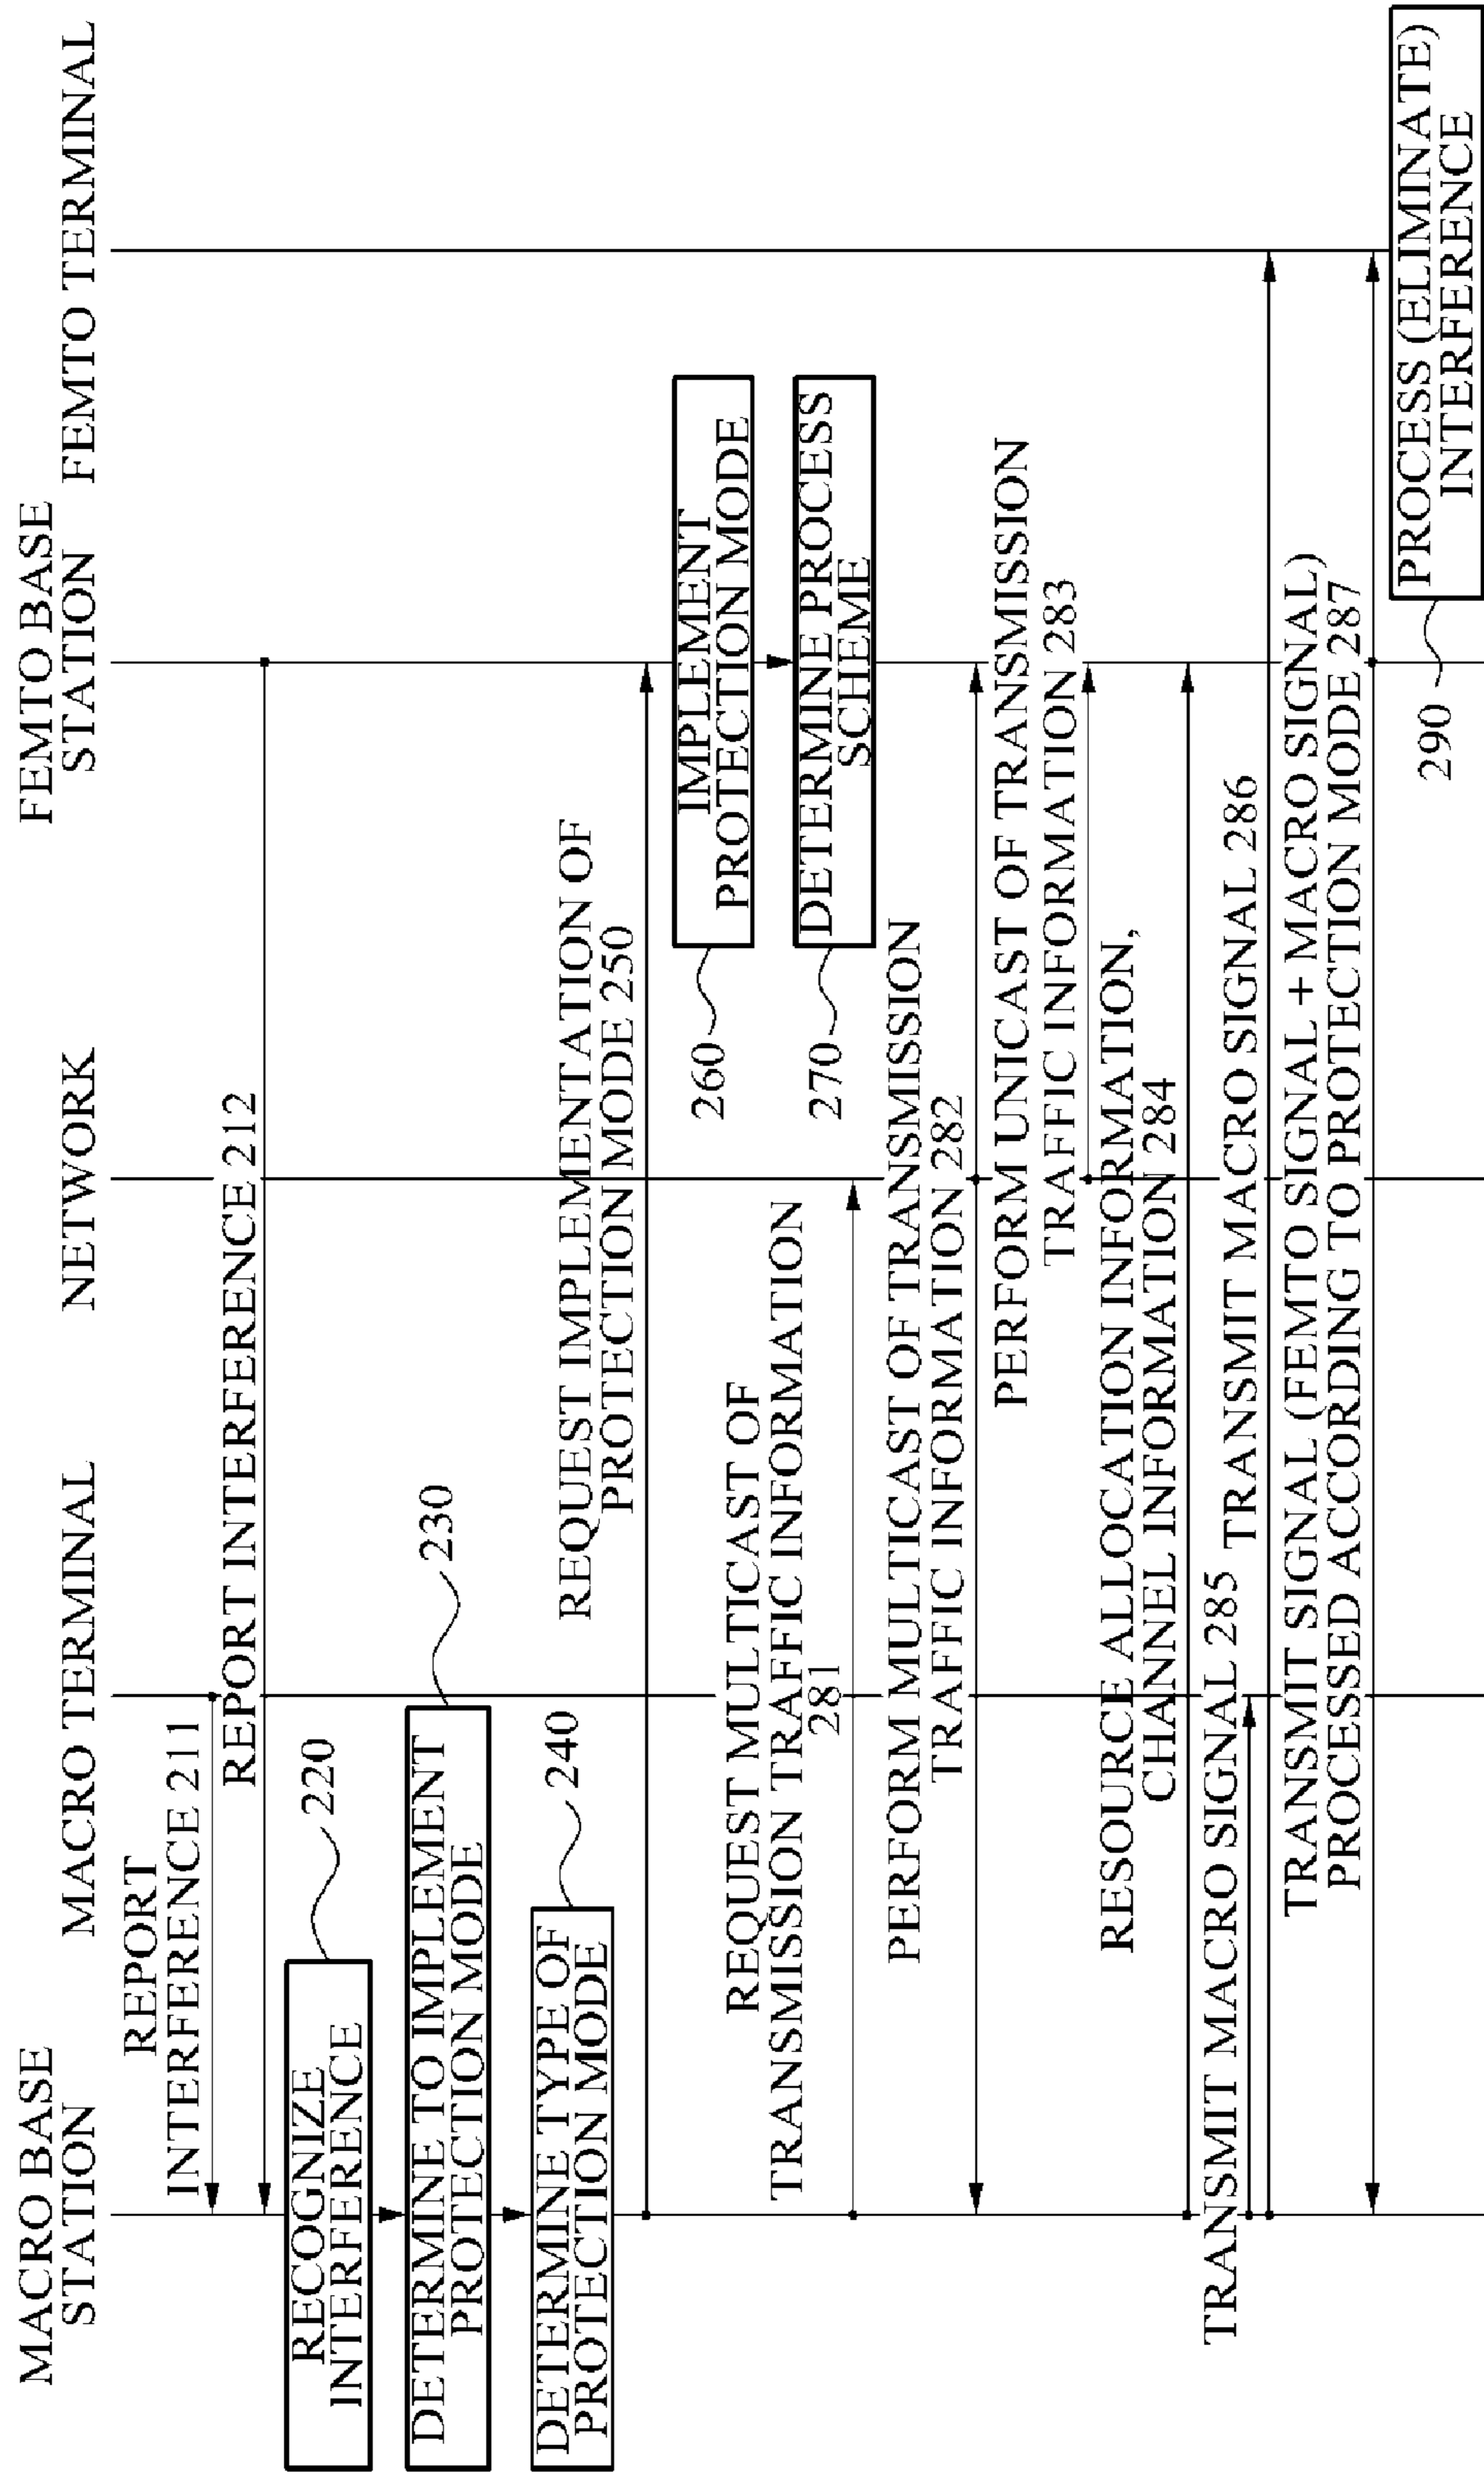 MACRO BASE
STATION
MACRO TERMINAL
NETWORK
FEMTO BASE
STATION
FEMTO TERMINAL
REPORT
INTERFERENCE 211
REPORT INTERFERENCE 212
RECOGNIZE
INTERFERENCE
220
DETERMINE TO IMPLEMENT
PROTECTION MODE
230
DETERMINE TYPE OF
PROTECTION MODE
240
REQUEST IMPLEMENTATION OF
PROTECTION MODE 250
IMPLEMENT
PROTECTION MODE
260
DETERMINE PROCESS
SCHEME
270
REQUEST MULTICAST OF
TRANSMISSION TRAFFIC INFORMATION
281
PERFORM MULTICAST OF TRANSMISSION
TRAFFIC INFORMATION 282
PERFORM UNICAST OF TRANSMISSION
TRAFFIC INFORMATION 283
RESOURCE ALLOCATION INFORMATION,
CHANNEL INFORMATION 284
TRANSMIT MACRO SIGNAL 285
TRANSMIT MACRO SIGNAL 286
TRANSMIT SIGNAL (FEMTO SIGNAL + MACRO SIGNAL)
PROCESSED ACCORDING TO PROTECTION MODE 287
PROCESS (ELIMINATE)
INTERFERENCE
290